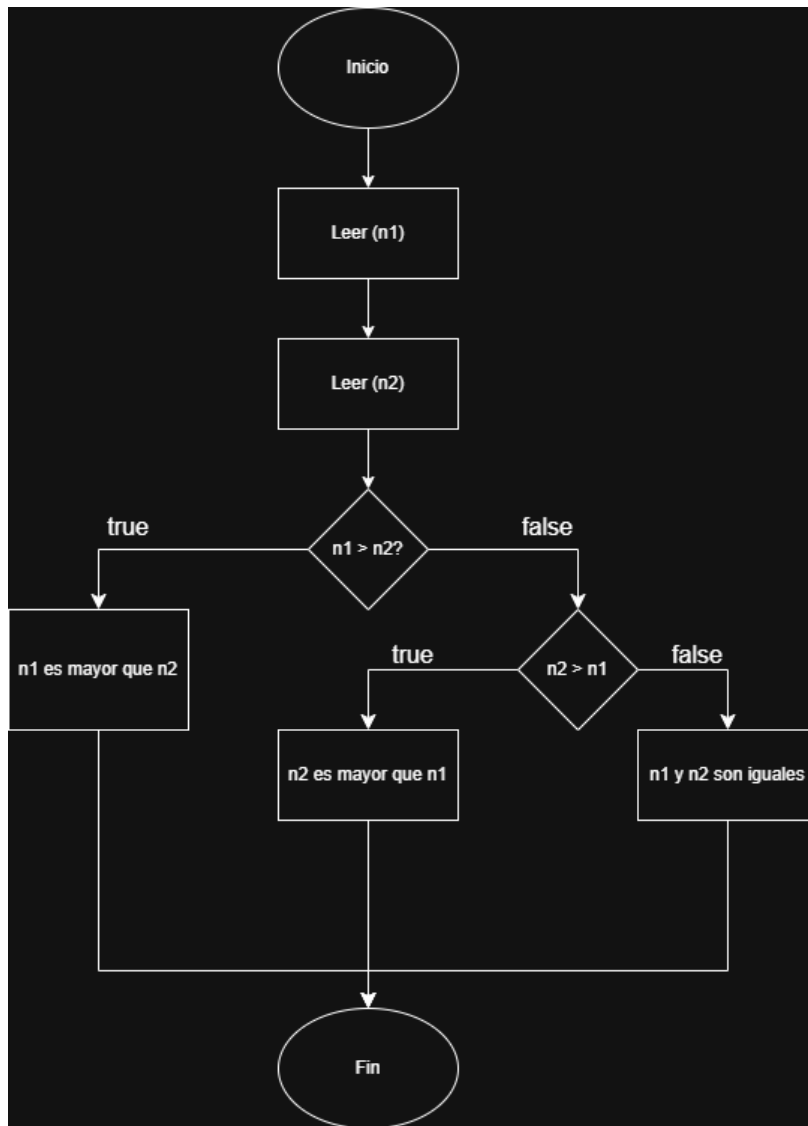 Inicio
Leer (n1)
Leer (n2)
true
n1 > n2?
false
n1 es mayor que n2
true
n2 > n1
false
n2 es mayor que n1
n1 y n2 son iguales
Fin